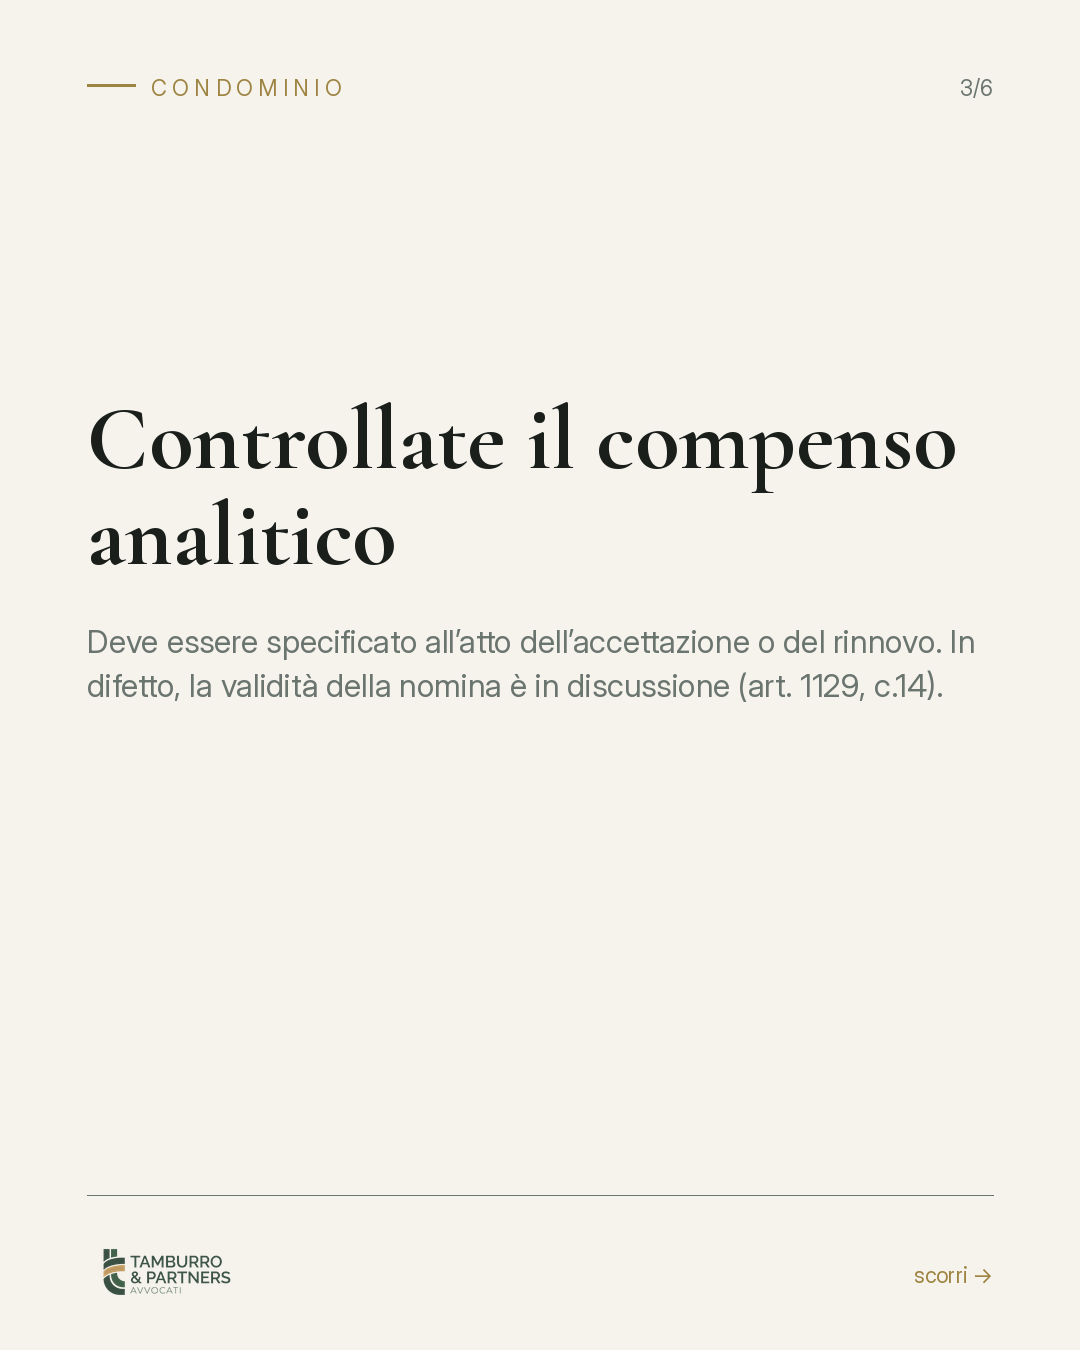 CONDOMINIO
3/6
Controllate il compenso
analitico
Deve essere specificato all’atto dell’accettazione o del rinnovo. In
difetto, la validità della nomina è in discussione (art. 1129, c.14).
TAMBURRO
& PARTNERS
AVVOCATI
scorri →